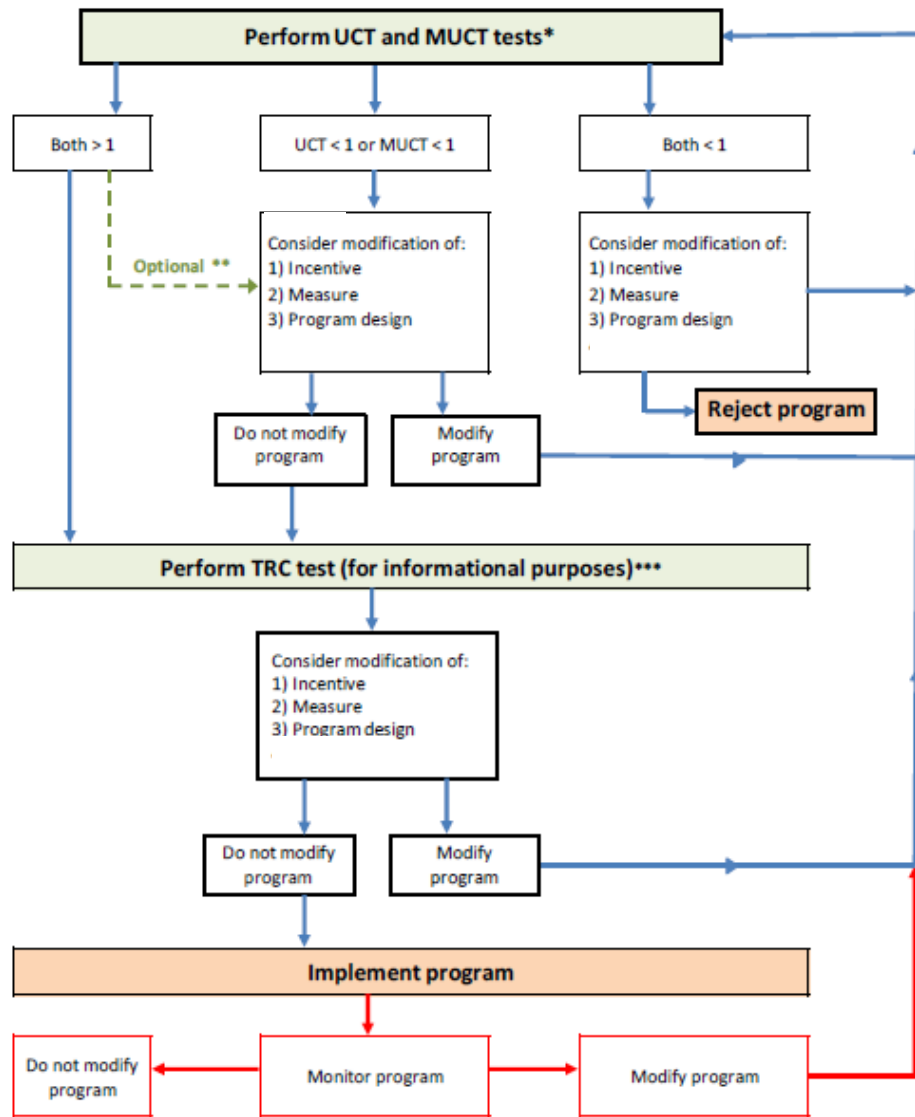 Perform UCT and MUCT tests*
Both > 1
UCT < 1 or MUCT < 1
Both < 1
Consider modification of:
1) Incentive
2) Measure
3) Program design
Consider modification of:
1) Incentive
2) Measure
3) Program design
Optional **
Reject program
Do not modify
program
Modify
program
Perform TRC test (for informational purposes)***
Consider modification of:
1) Incentive
2) Measure
3) Program design
Do not modify
program
Modify
program
Implement program
Do not modify
program
Monitor program
Modify program